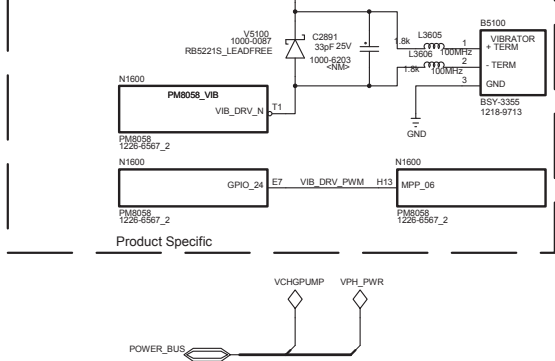 B5100
V5100
1000-0087
RB5221S_LEADFREE
C2891
33pF 25V
1000-6203
<NM>
1.8k
L3605
100MHz
L3606
1.8k
100MHz
1
2
3
VIBRATOR
+ TERM
- TERM
GND
BSY-3355
1218-9713
GND
N1600
PM8058_VIB
VIB_DRV_N
T1
PM8058
1226-6567_2
N1600
GPIO_24
E7
VIB_DRV_PWM
H13
N1600
MPP_06
PM8058
1226-6567_2
PM8058
1226-6567_2
Product Specific
VCHGPUMP
VPH_PWR
POWER_BUS